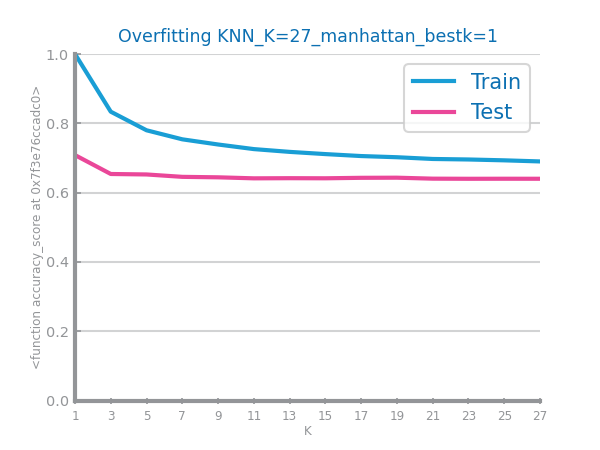 Overfitting KNN_K=27_manhattan_bestk=1
<function accuracy_score at 0x7f3e76ccadc0>
1.0
0.8
0.6
0.4
0.2
0.0
Train
Test
1 3 5 7 9 11 13 15 17 19 21 23 25 27
K